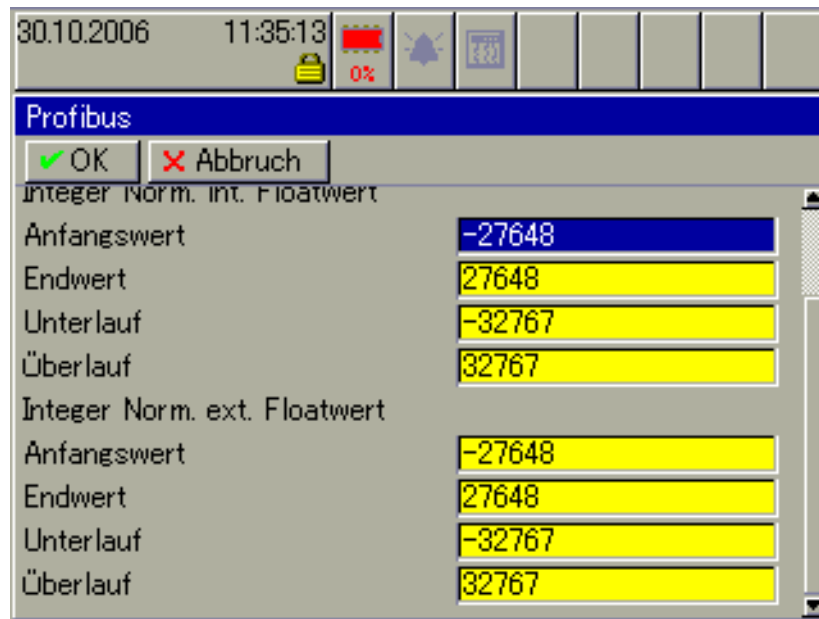 30.10.2006 11:35:13
0%
Profibus
OK Abbruch
Integer Norm. int. Floatwert
Anfangswert -27648
Endwert 27648
Unterlauf -32767
Überlauf 32767
Integer Norm. ext. Floatwert
Anfangswert -27648
Endwert 27648
Unterlauf -32767
Überlauf 32767